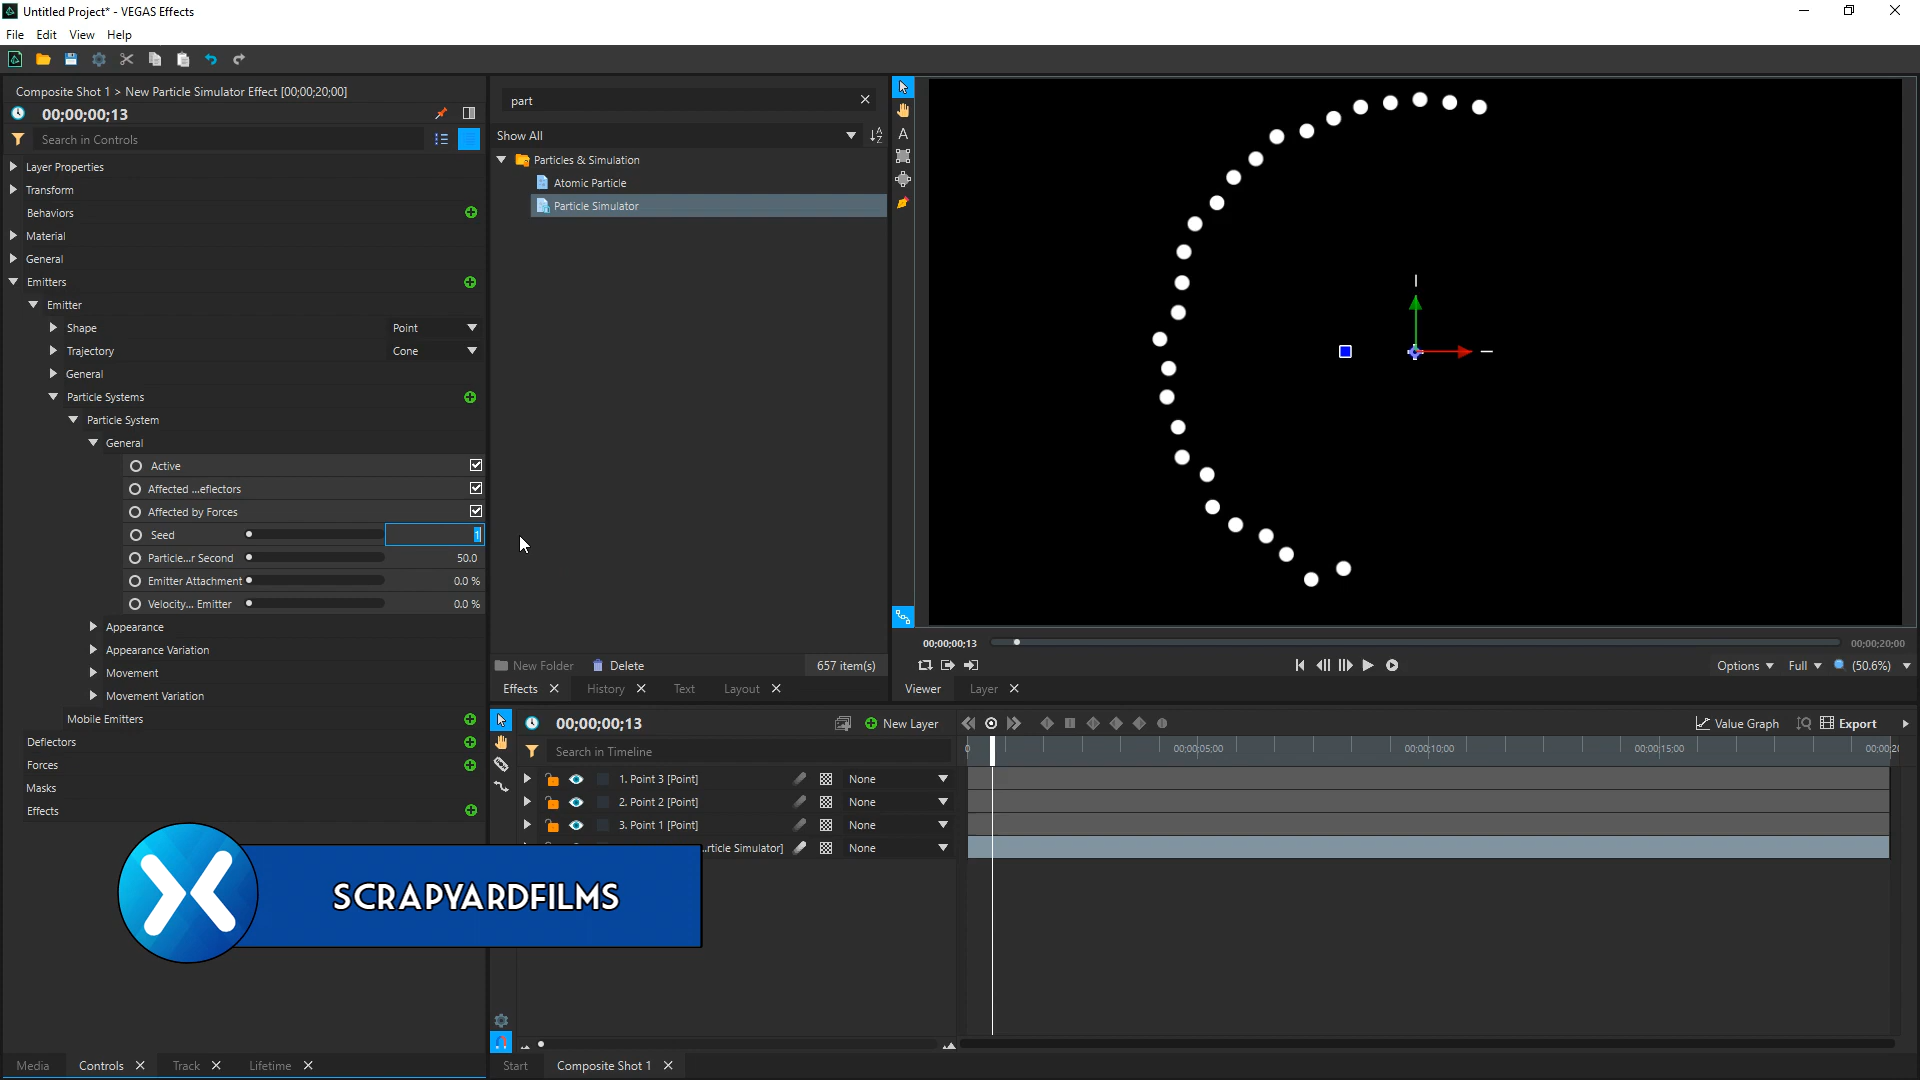 Untitled Project* - VEGAS Effects
File Edit View Help
Composite Shot 1 > New Particle Simulator Effect [00;00;20;00]
00;00;00;13
Search in Controls
Layer Properties
Transform
Behaviors
Material
General
Emitters
Emitter
Shape Point
Trajectory Cone
General
Particle Systems
Particle System
General
Active
Affected ...eflectors
Affected by Forces
Seed 1
Particle...r Second 50.0
Emitter Attachment 0.0 %
Velocity... Emitter 0.0 %
Appearance
Appearance Variation
Movement
Movement Variation
Mobile Emitters
Deflectors
Forces
Masks
Effects
Media Controls Track Lifetime
part
Show All
Particles & Simulation
Atomic Particle
Particle Simulator
New Folder Delete 657 item(s)
Effects History Text Layout
A
00;00;00;13 00;00;20;00
Options Full (50.6%)
Viewer Layer
00;00;00;13 New Layer Value Graph Export
Search in Timeline
0 00;00;05;00 00;00;10;00 00;00;15;00 00;00;20
1. Point 3 [Point] None
2. Point 2 [Point] None
3. Point 1 [Point] None
...rticle Simulator] None
SCRAPYARDFILMS
Start Composite Shot 1